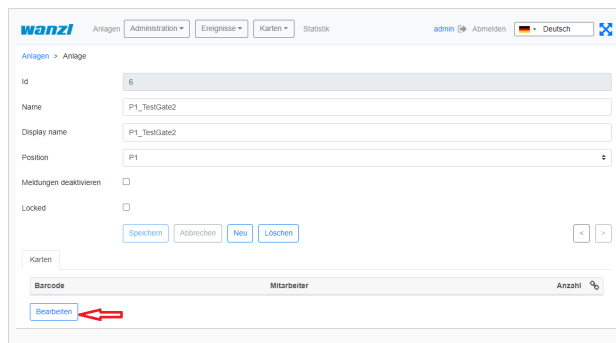 wanzl Anlagen Administration Ereignisse Karten Statistik admin Abmelden Deutsch
Anlagen > Anlage
Id 6
Name P1_TestGate2
Display name P1_TestGate2
Position P1
Meldungen deaktivieren
Locked
Speichern Abbrechen Neu Löschen < >
Karten
Barcode Mitarbeiter Anzahl
Bearbeiten